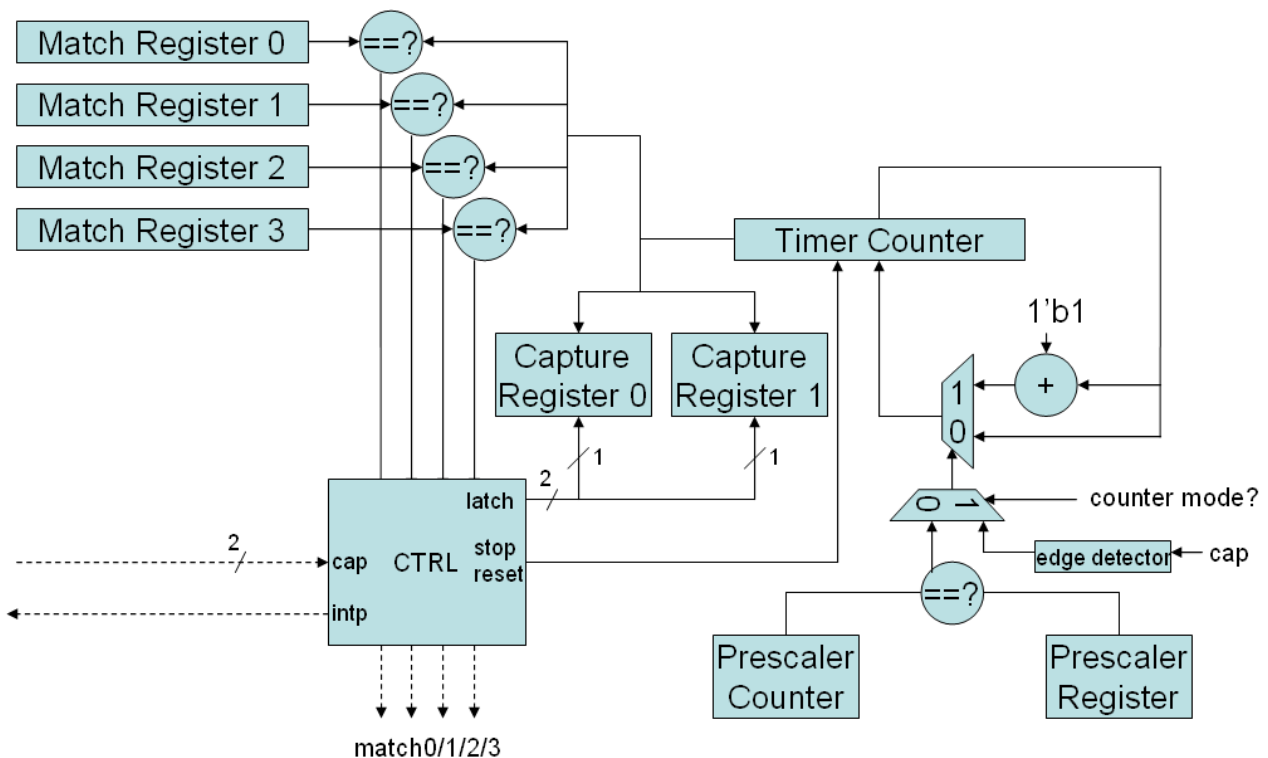 Match Register 0
==?
Match Register 1
==?
Match Register 2
==?
Match Register 3
==?
Timer Counter
1'b1
+
1
0
Capture
Register 0
Capture
Register 1
1
1
2
latch
stop
reset
CTRL
cap
intp
2
0 1
counter mode?
edge detector
cap
==?
Prescaler
Counter
Prescaler
Register
match0/1/2/3